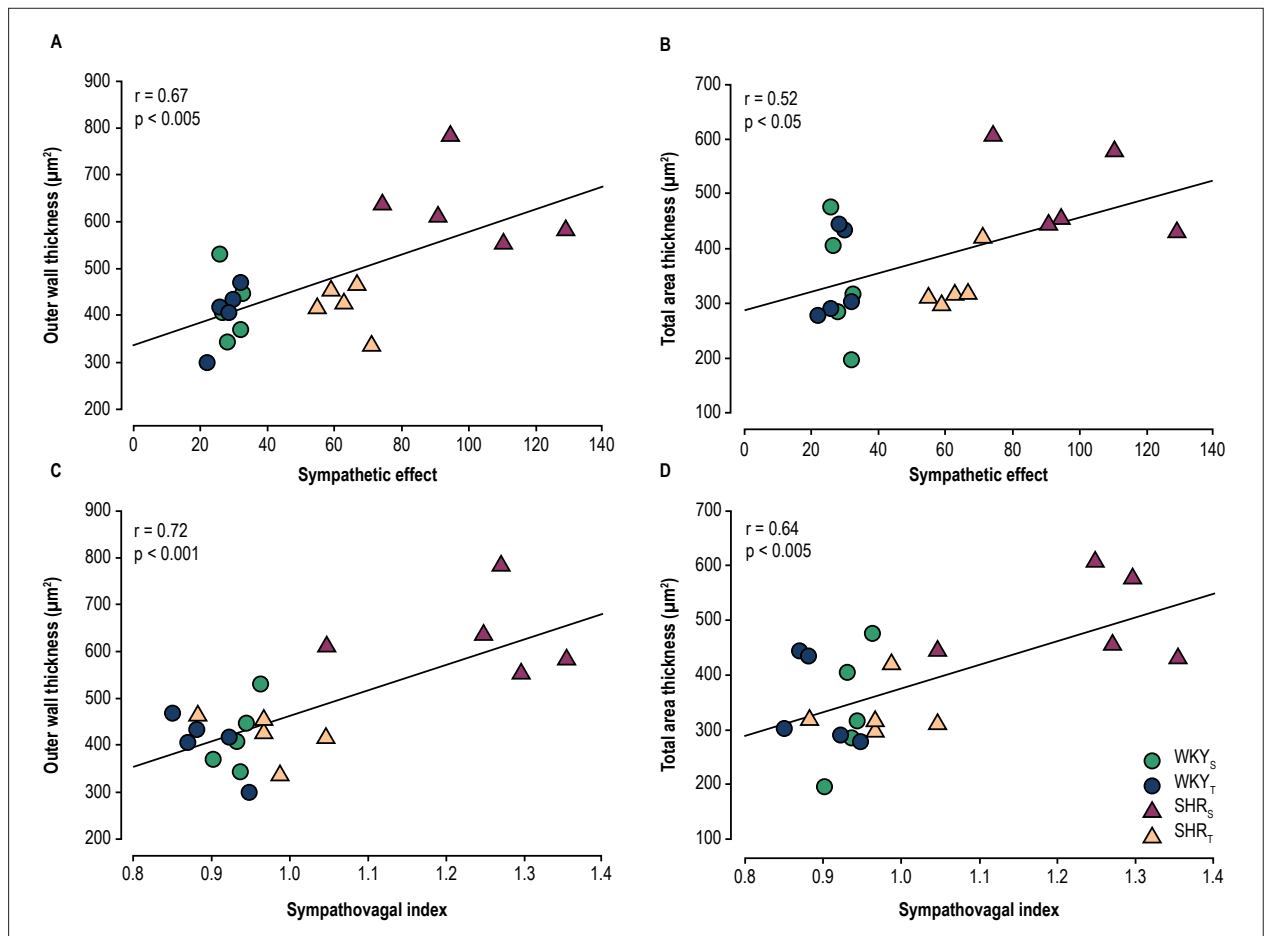 A
r = 0.67
p < 0.005
Outer wall thickness (µm²)
900
800
700
600
500
400
300
200
0 20 40 60 80 100 120 140
Sympathetic effect
B
r = 0.52
p < 0.05
Total area thickness (µm²)
700
600
500
400
300
200
100
0 20 40 60 80 100 120 140
Sympathetic effect
C
r = 0.72
p < 0.001
Outer wall thickness (µm²)
900
800
700
600
500
400
300
200
0.8 0.9 1.0 1.1 1.2 1.3 1.4
Sympathovagal index
D
r = 0.64
p < 0.005
Total area thickness (µm²)
700
600
500
400
300
200
100
0.8 0.9 1.0 1.1 1.2 1.3 1.4
Sympathovagal index
WKYS
WKYT
SHRS
SHRT